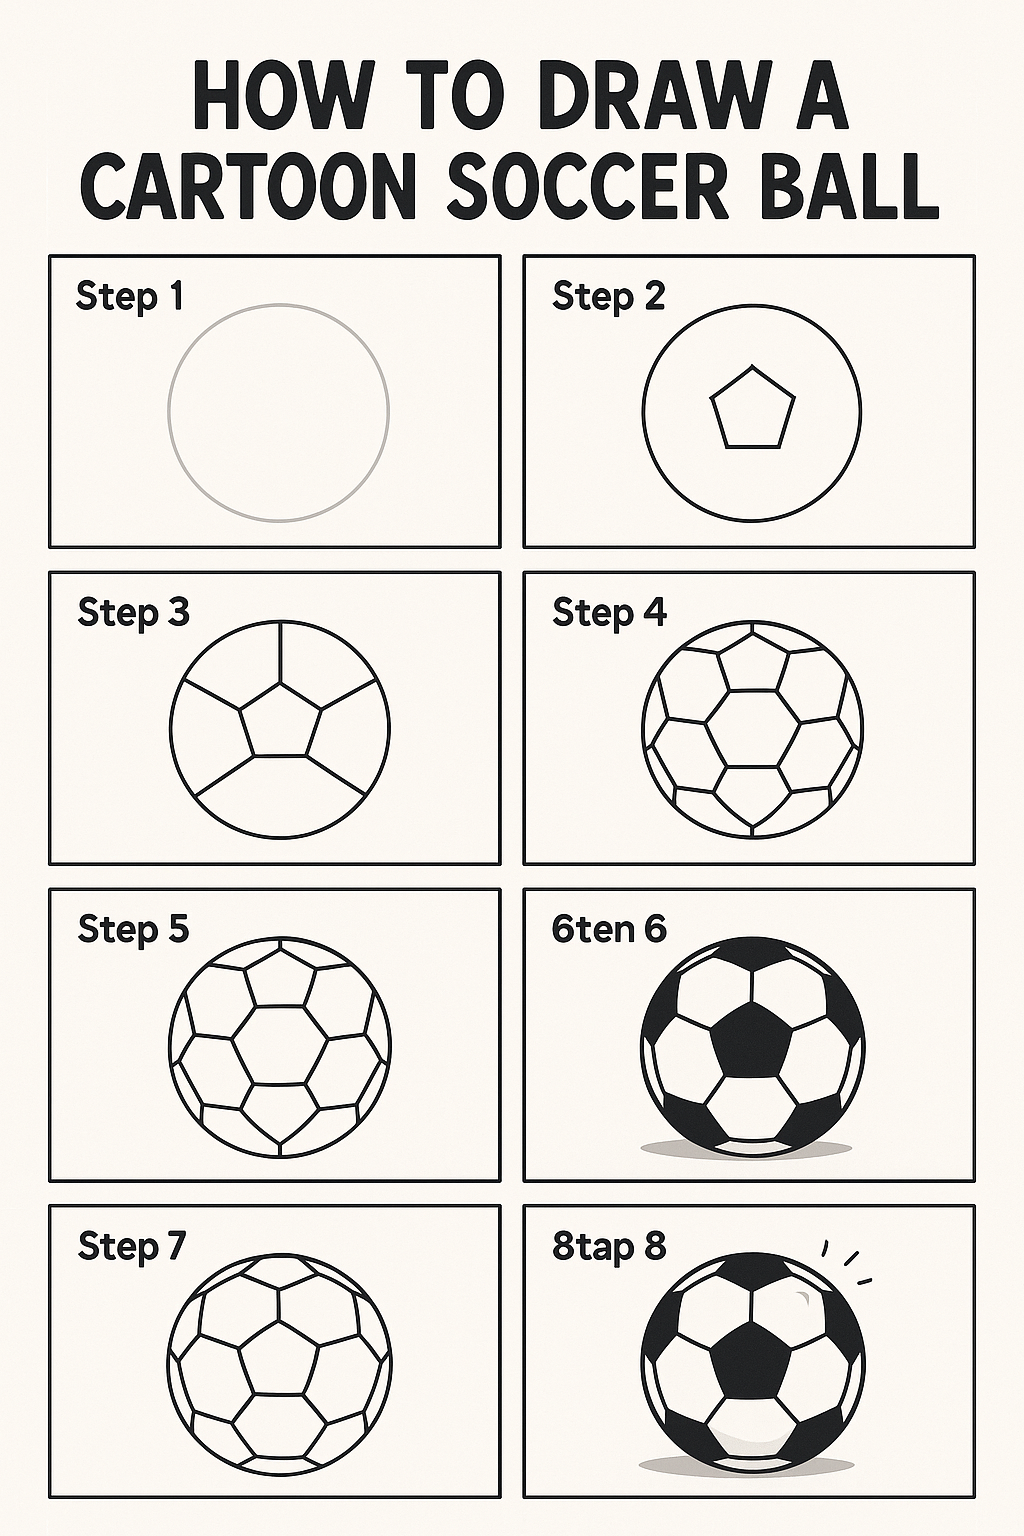 HOW TO DRAW A
CARTOON SOCCER BALL
Step 1
Step 2
Step 3
Step 4
Step 5
6ten 6
Step 7
8tap 8